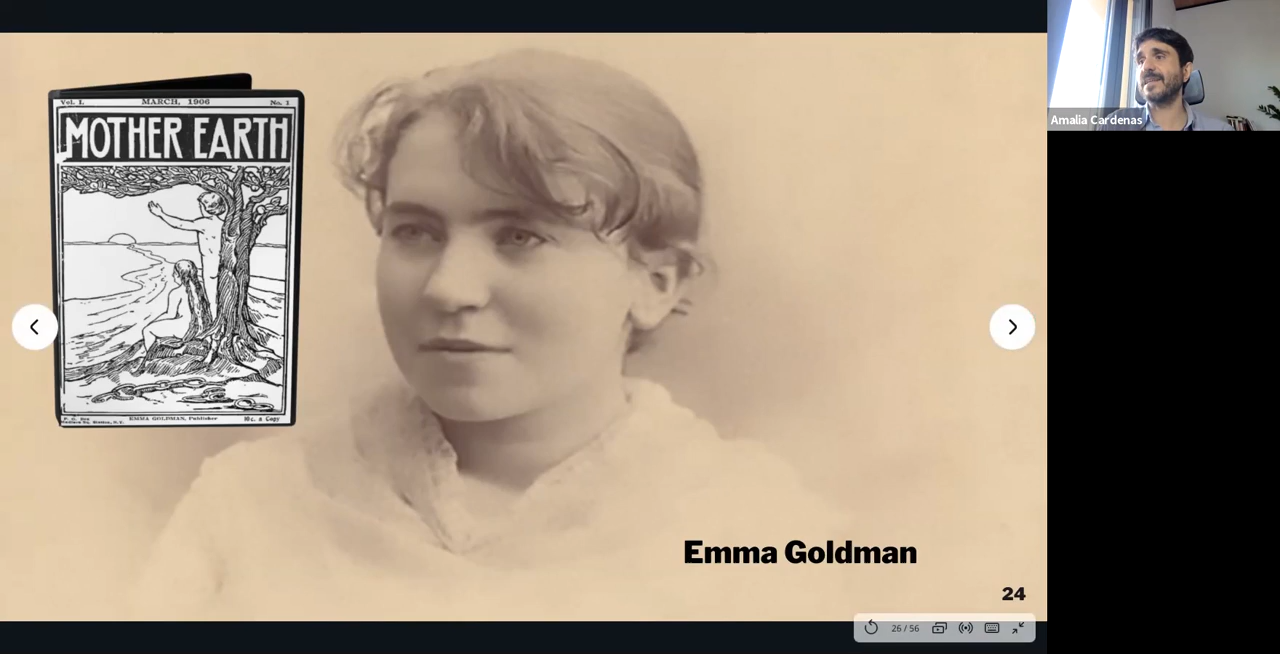 Vol. I.
MARCH, 1906
No. 1
MOTHER EARTH
EMMA GOLDMAN, Publisher
10c. a Copy
Emma Goldman
24
26 / 56
Amalia Cardenas